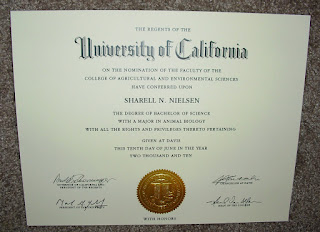 THE REGENTS OF THE
University of California
ON THE NOMINATION OF THE FACULTY OF THE
COLLEGE OF AGRICULTURAL AND ENVIRONMENTAL SCIENCES
HAVE CONFERRED UPON
SHARELL N. NIELSEN
THE DEGREE OF BACHELOR OF SCIENCE
WITH A MAJOR IN ANIMAL BIOLOGY
WITH ALL THE RIGHTS AND PRIVILEGES THERETO PERTAINING
GIVEN AT DAVIS
THIS TENTH DAY OF JUNE IN THE YEAR
TWO THOUSAND AND TEN
WITH HONORS